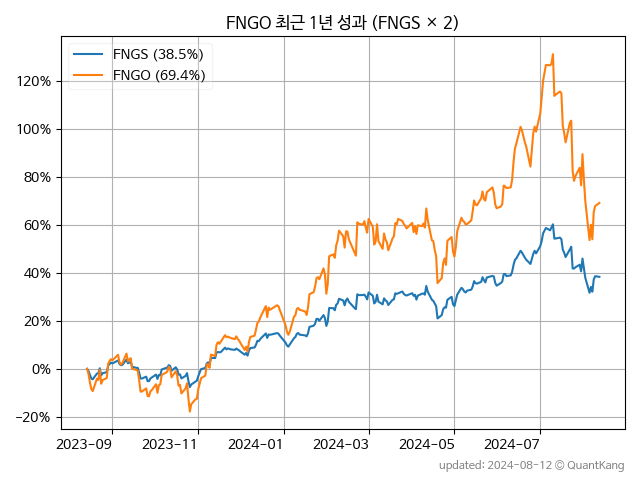 FNGO 최근 1년 성과 (FNGS × 2)
FNGS (38.5%)
FNGO (69.4%)
120%
100%
80%
60%
40%
20%
0%
−20%
2023-09 2023-11 2024-01 2024-03 2024-05 2024-07
updated: 2024-08-12 © QuantKang